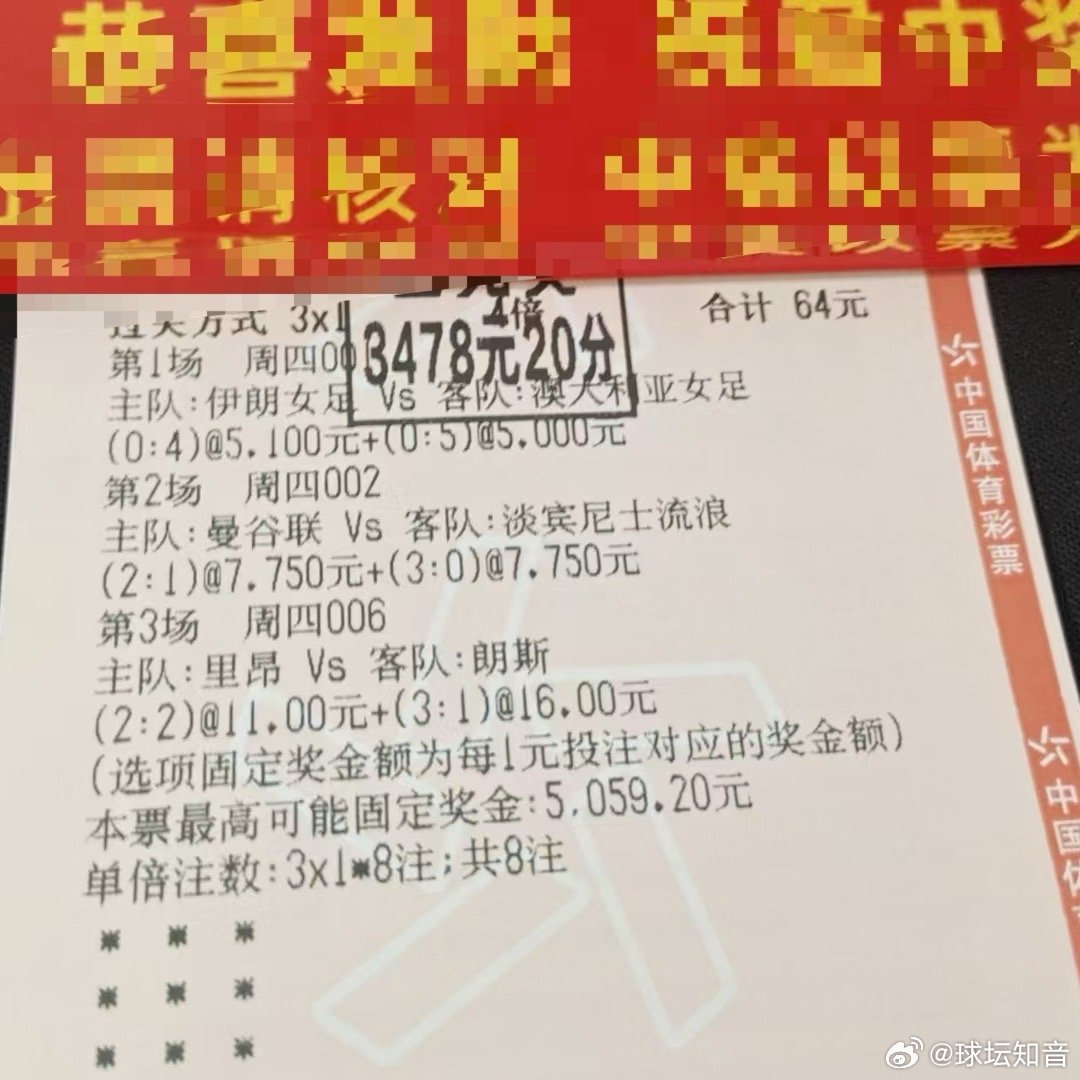 过关方式 3x1
4倍
合计 64元
3478元20分
第1场 周四00
主队:伊朗女足 Vs 客队:澳大利亚女足
(0:4)@5.100元+(0:5)@5.000元
第2场 周四002
主队:曼谷联 Vs 客队:淡宾尼士流浪
(2:1)@7.750元+(3:0)@7.750元
第3场 周四006
主队:里昂 Vs 客队:朗斯
(2:2)@11.00元+(3:1)@16.00元
(选项固定奖金额为每1元投注对应的奖金额)
本票最高可能固定奖金:5,059.20元
单倍注数:3x1*8注;共8注
* * *
* * *
* * *
中国体育彩票
中国体
@球坛知音